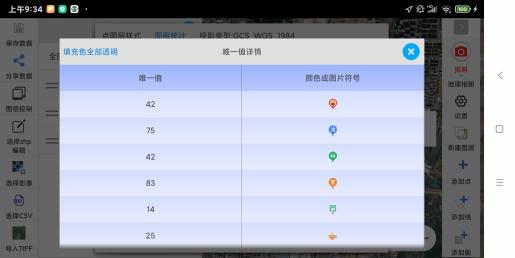 上午9:34
保存数据
分享数据
图层控制
选择shp
编辑
选择影像
选择CSV
导入TIFF
点图层样式 图层统计 投影类型:GCS_WGS_1984
填充色全部透明 唯一值详情
唯一值 颜色或图片符号
42
75
42
83
14
25
拍照
设置
新建图层
添加点
添加线
添加面